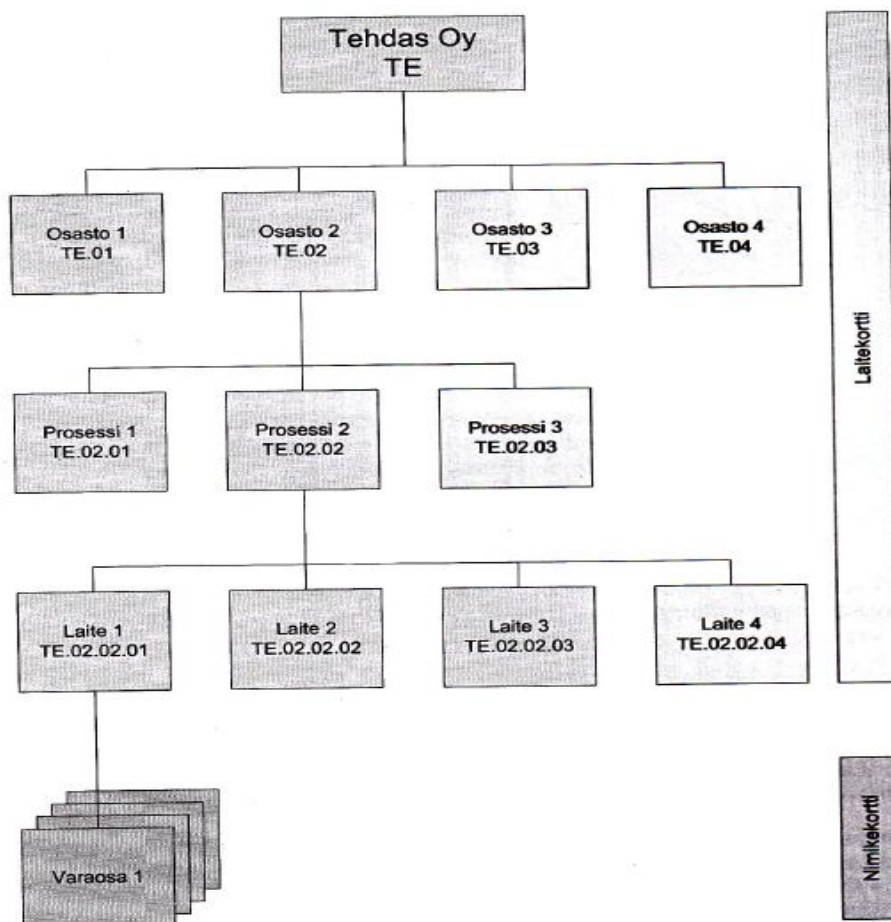 Tehdas Oy
TE
Osasto 1
TE.01
Osasto 2
TE.02
Osasto 3
TE.03
Osasto 4
TE.04
Prosessi 1
TE.02.01
Prosessi 2
TE.02.02
Prosessi 3
TE.02.03
Laite 1
TE.02.02.01
Laite 2
TE.02.02.02
Laite 3
TE.02.02.03
Laite 4
TE.02.02.04
Varaosa 1
Laitekortti
Nimikekortti